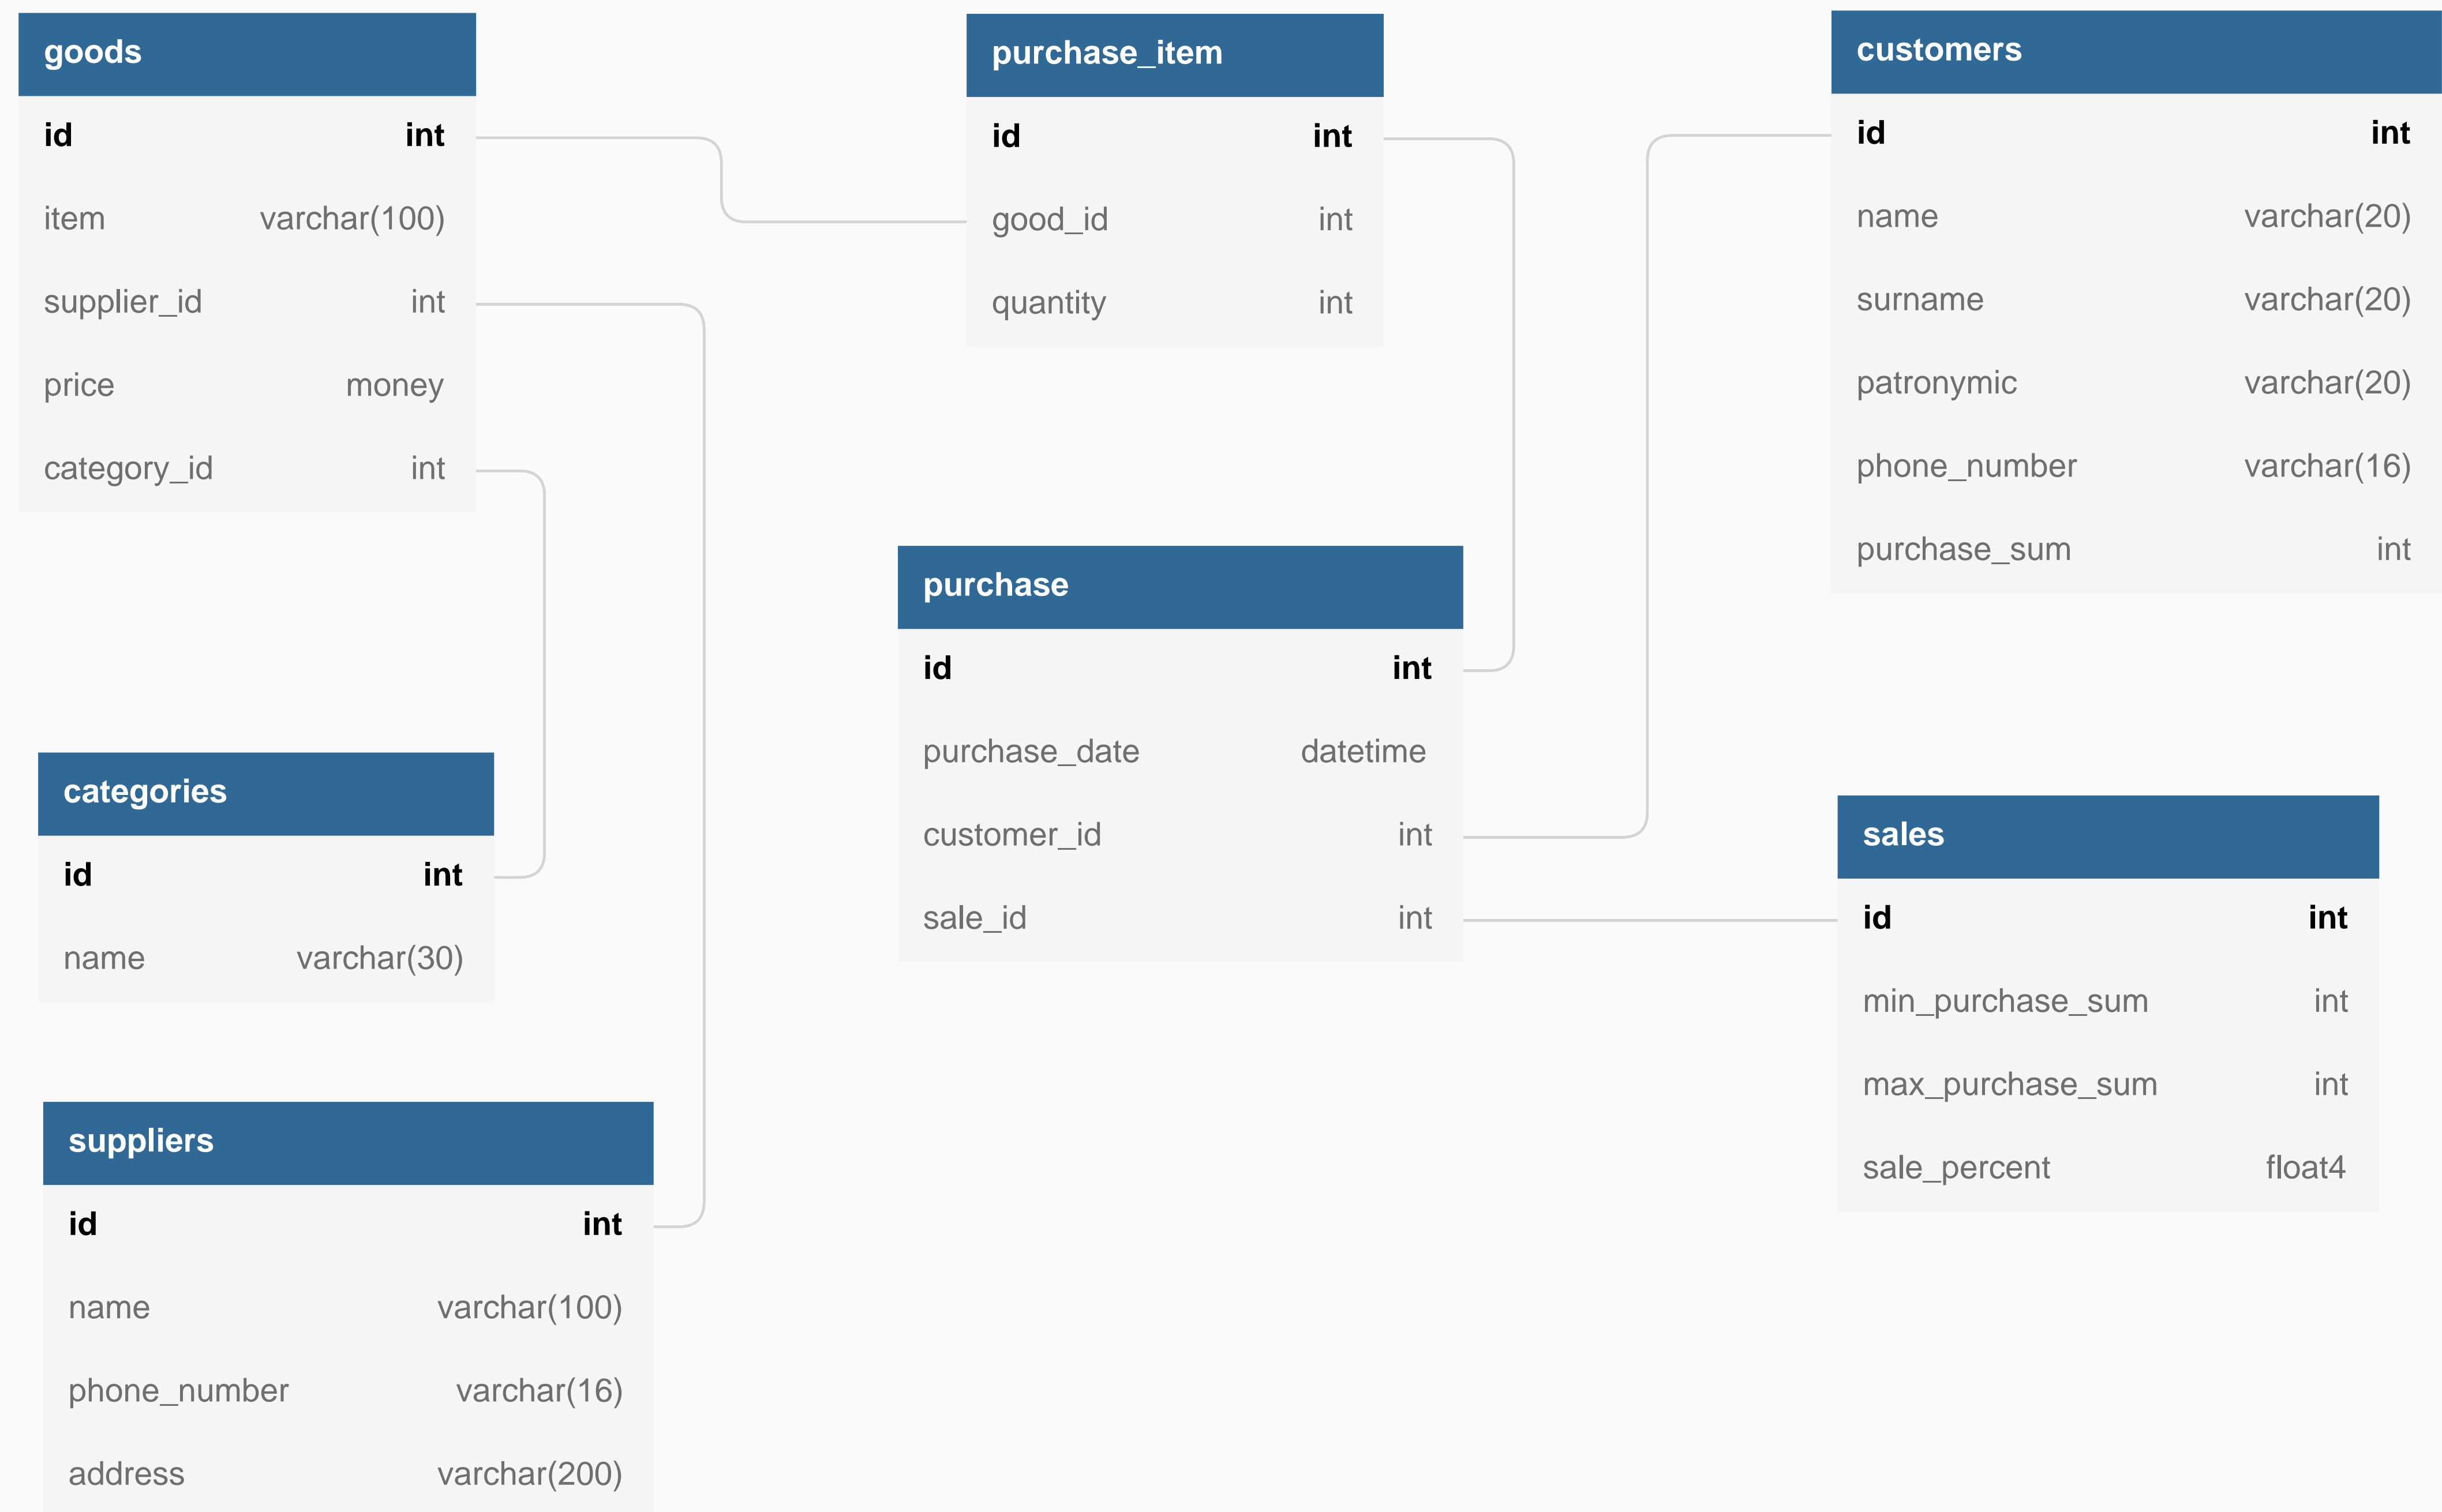 goods
id int
item varchar(100)
supplier_id int
price money
category_id int
purchase_item
id int
good_id int
quantity int
customers
id int
name varchar(20)
surname varchar(20)
patronymic varchar(20)
phone_number varchar(16)
purchase_sum int
purchase
id int
purchase_date datetime
customer_id int
sale_id int
categories
id int
name varchar(30)
sales
id int
min_purchase_sum int
max_purchase_sum int
sale_percent float4
suppliers
id int
name varchar(100)
phone_number varchar(16)
address varchar(200)